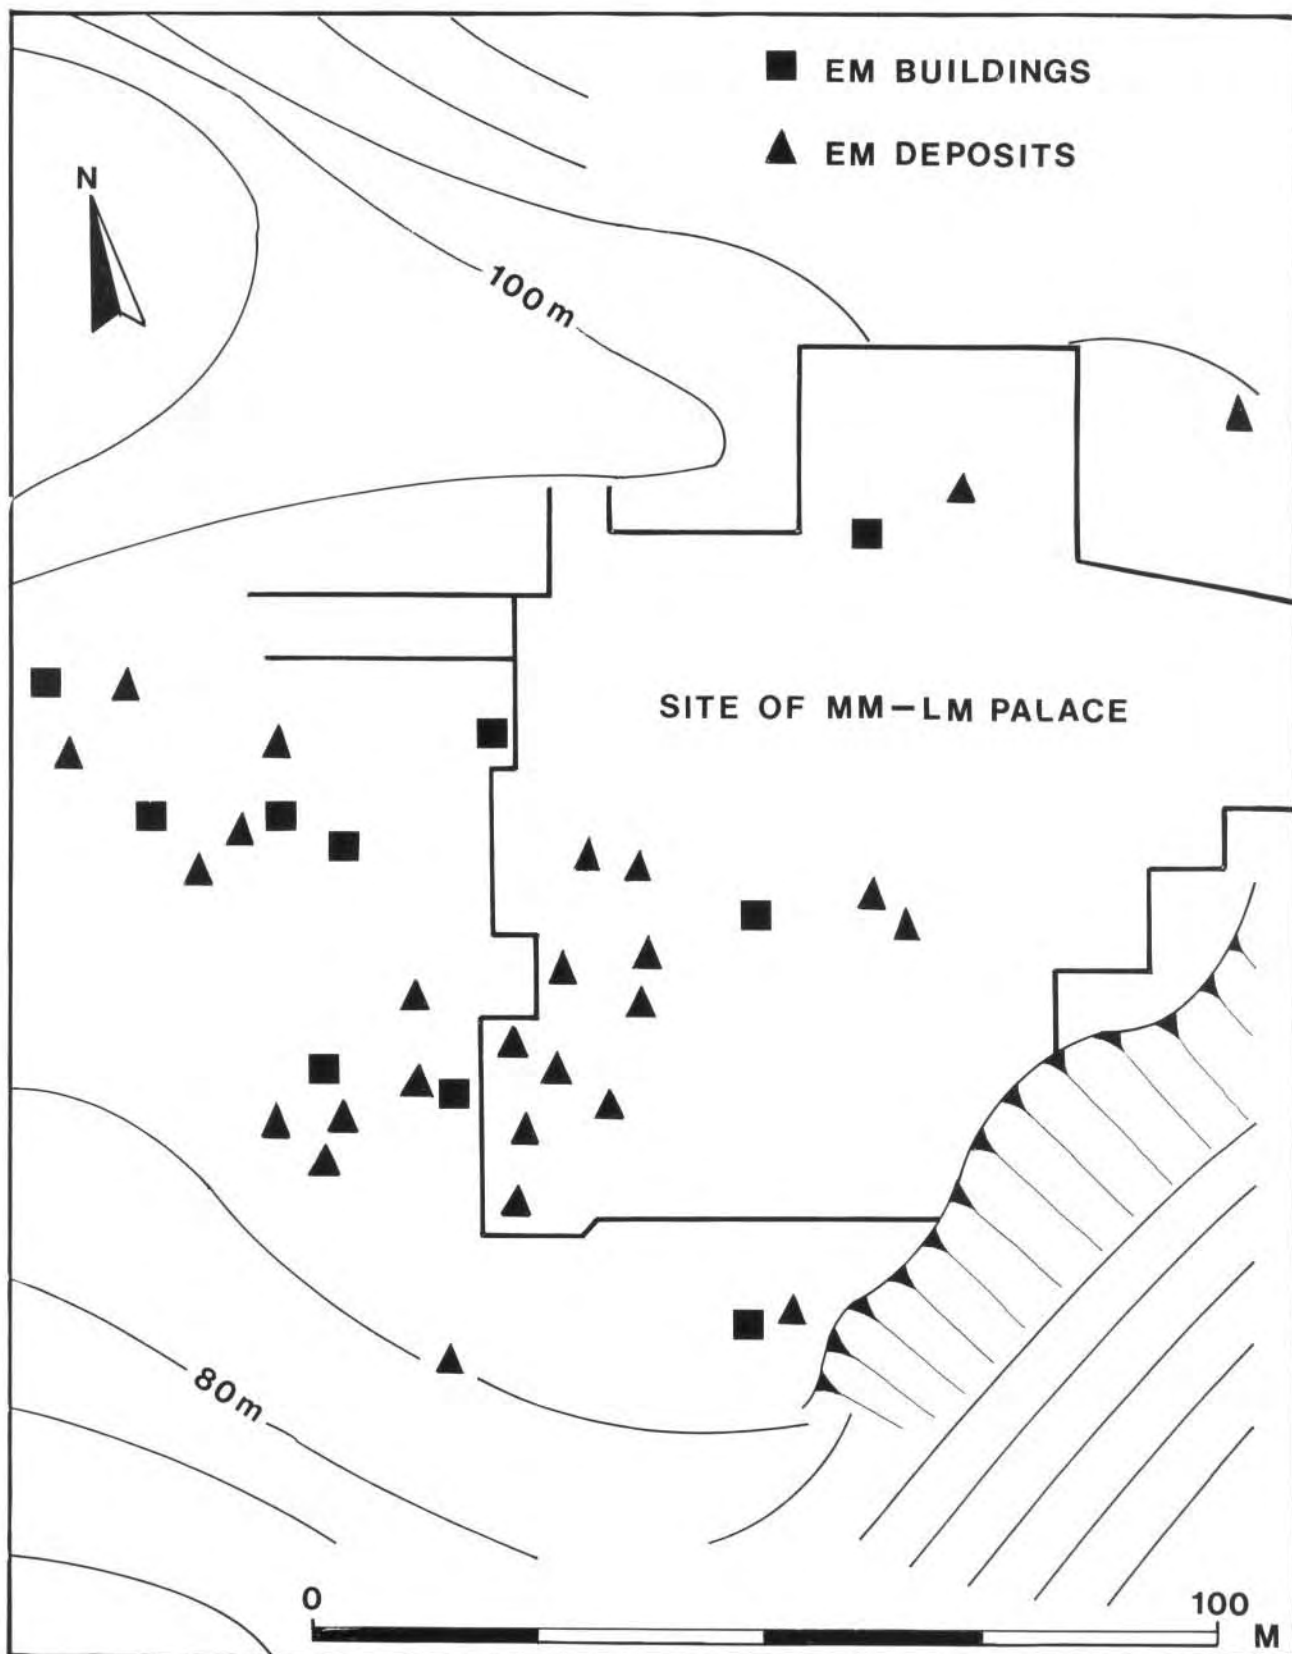 EM BUILDINGS
EM DEPOSITS
N
100 m
SITE OF MM–LM PALACE
80 m
0
100
M